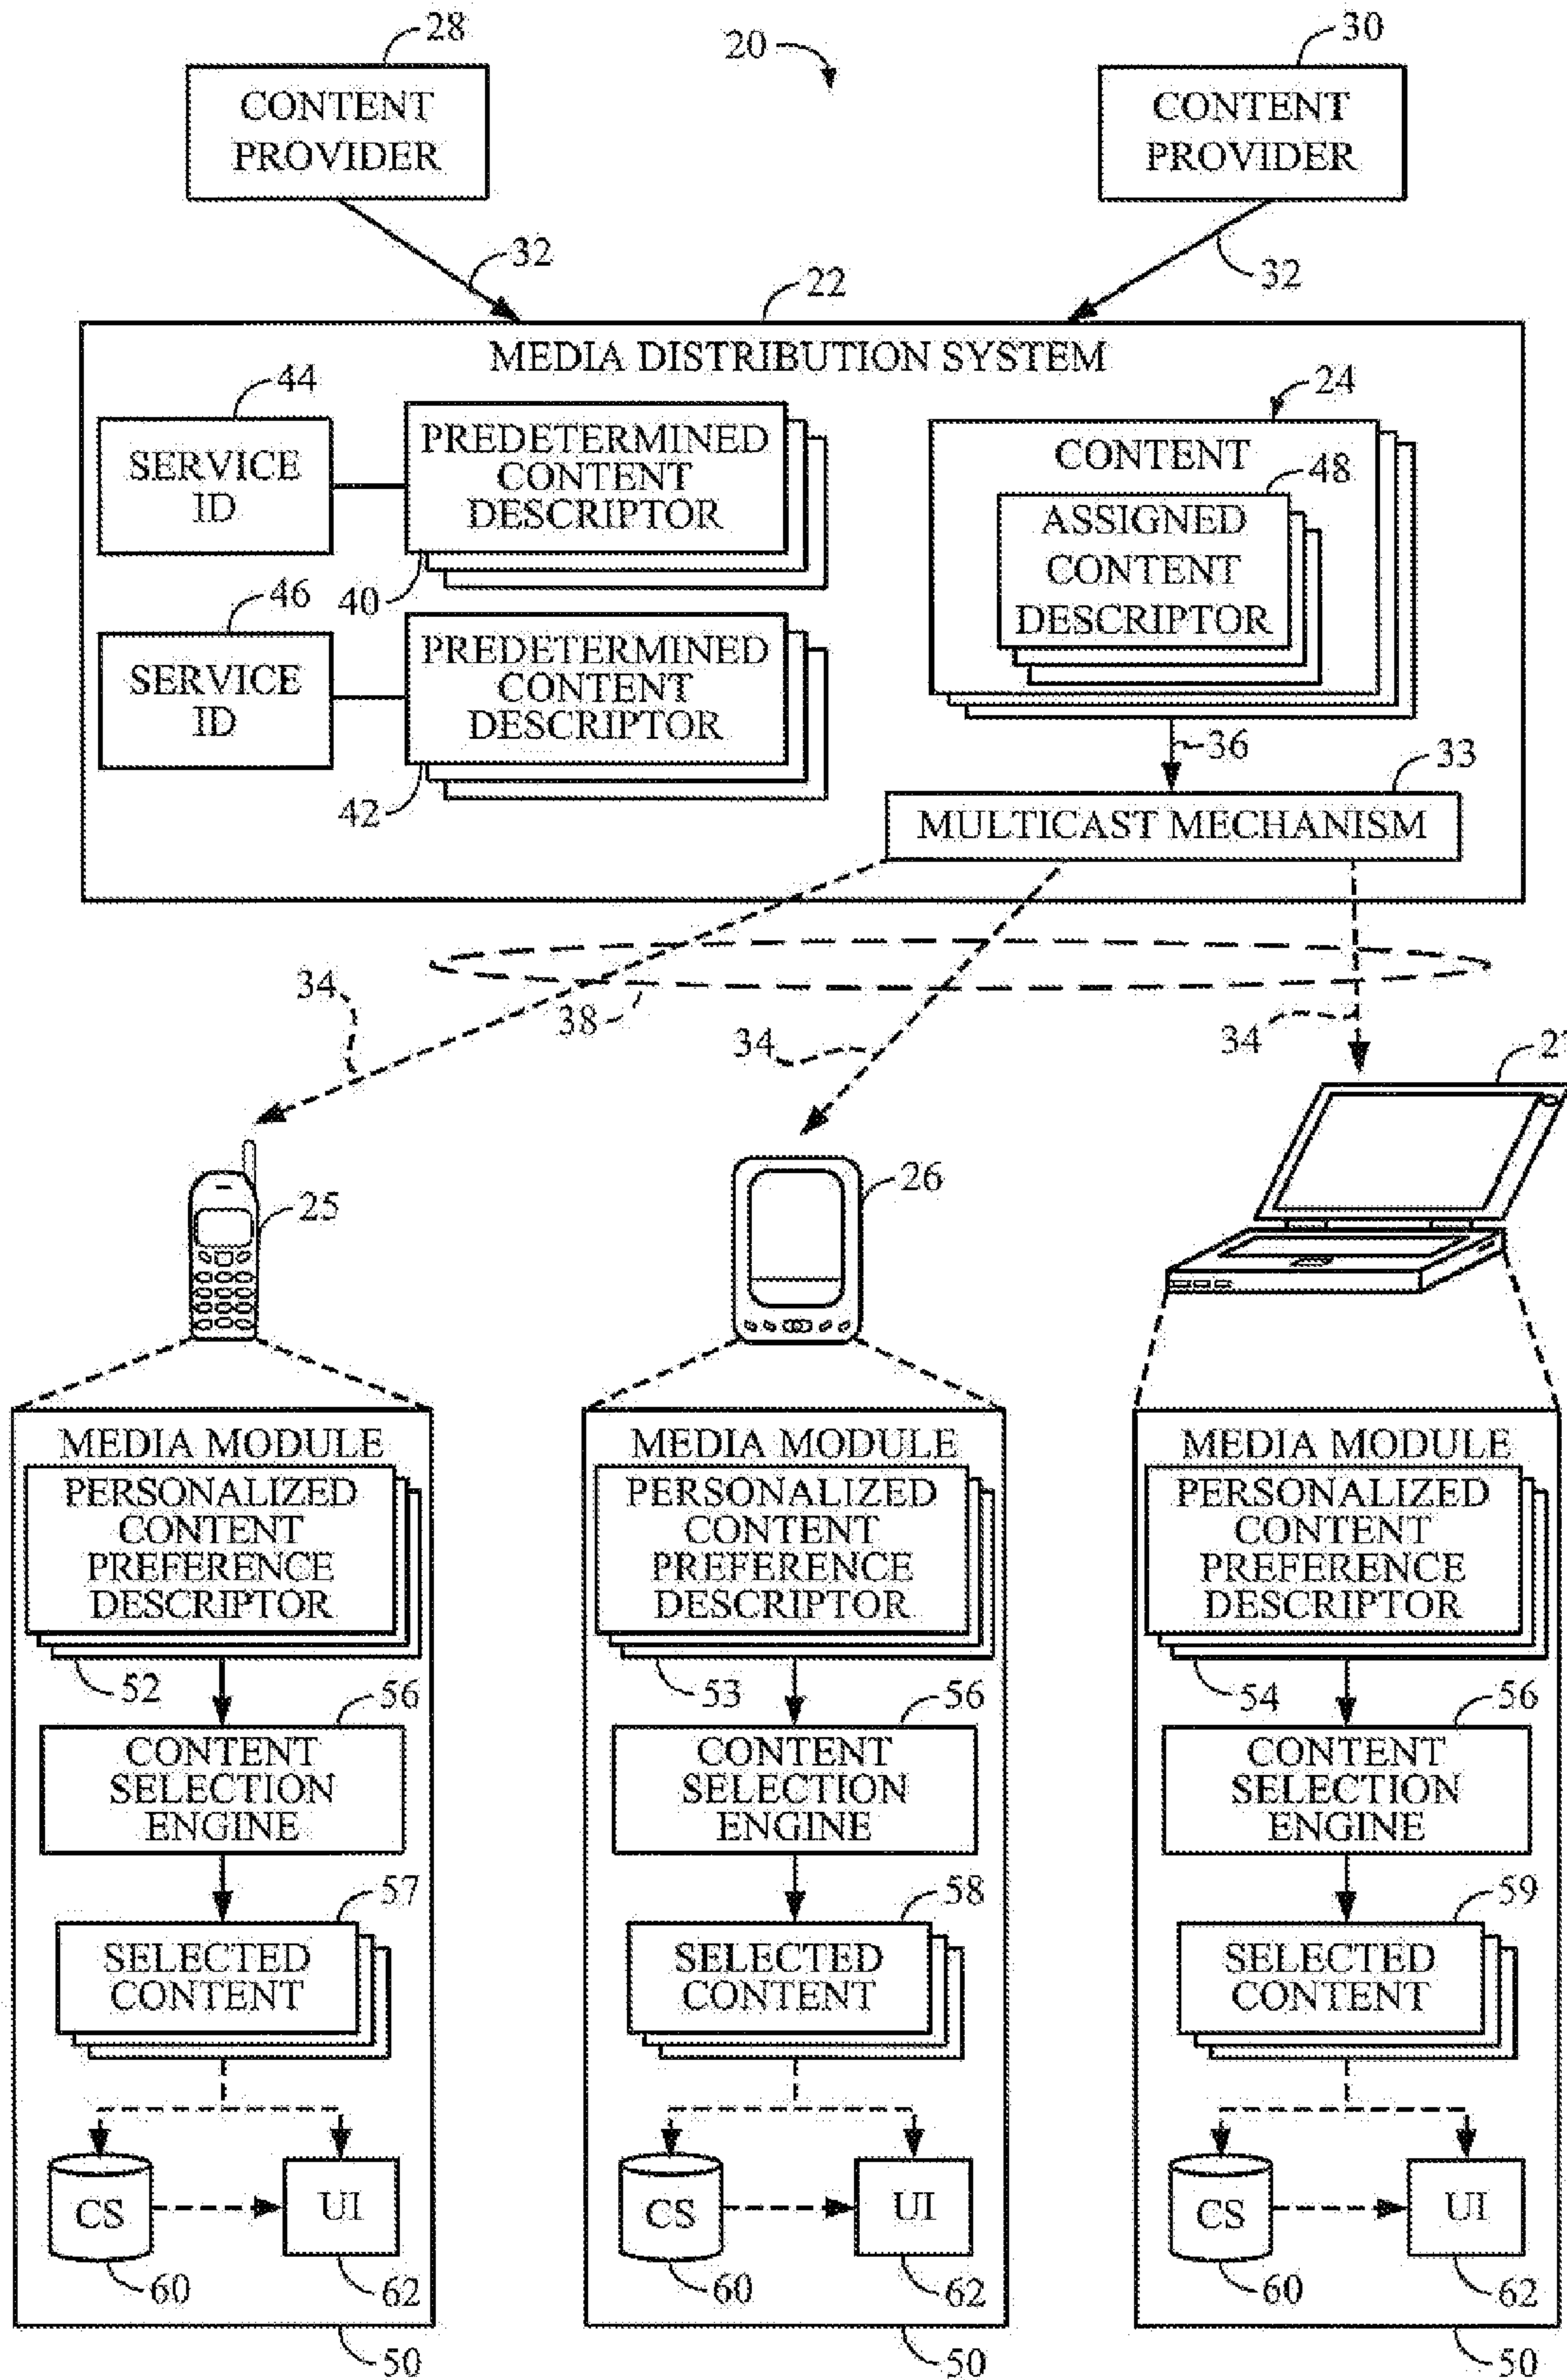 28
20
30
CONTENT
PROVIDER
CONTENT
PROVIDER
32
32
22
MEDIA DISTRIBUTION SYSTEM
44
SERVICE
ID
PREDETERMINED
CONTENT
DESCRIPTOR
40
24
CONTENT
48
ASSIGNED
CONTENT
DESCRIPTOR
46
SERVICE
ID
PREDETERMINED
CONTENT
DESCRIPTOR
42
36
33
MULTICAST MECHANISM
34
38
34
34
25
26
MEDIA MODULE
PERSONALIZED
CONTENT
PREFERENCE
DESCRIPTOR
52
56
CONTENT
SELECTION
ENGINE
57
SELECTED
CONTENT
CS
UI
60
62
50
MEDIA MODULE
PERSONALIZED
CONTENT
PREFERENCE
DESCRIPTOR
53
56
CONTENT
SELECTION
ENGINE
58
SELECTED
CONTENT
CS
UI
60
62
50
MEDIA MODULE
PERSONALIZED
CONTENT
PREFERENCE
DESCRIPTOR
54
56
CONTENT
SELECTION
ENGINE
59
SELECTED
CONTENT
CS
UI
60
62
50